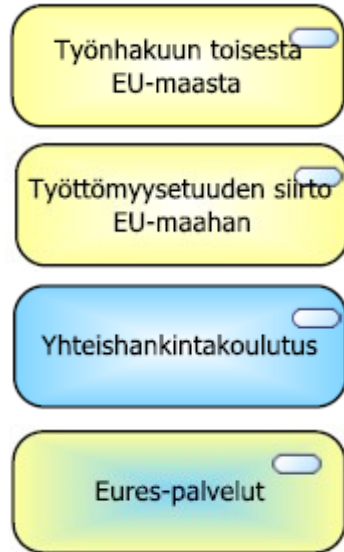 Työnhakuun toisesta
EU-maasta
Työttömyysetuuden siirto
EU-maahan
Yhteishankintakoulutus
Eures-palvelut